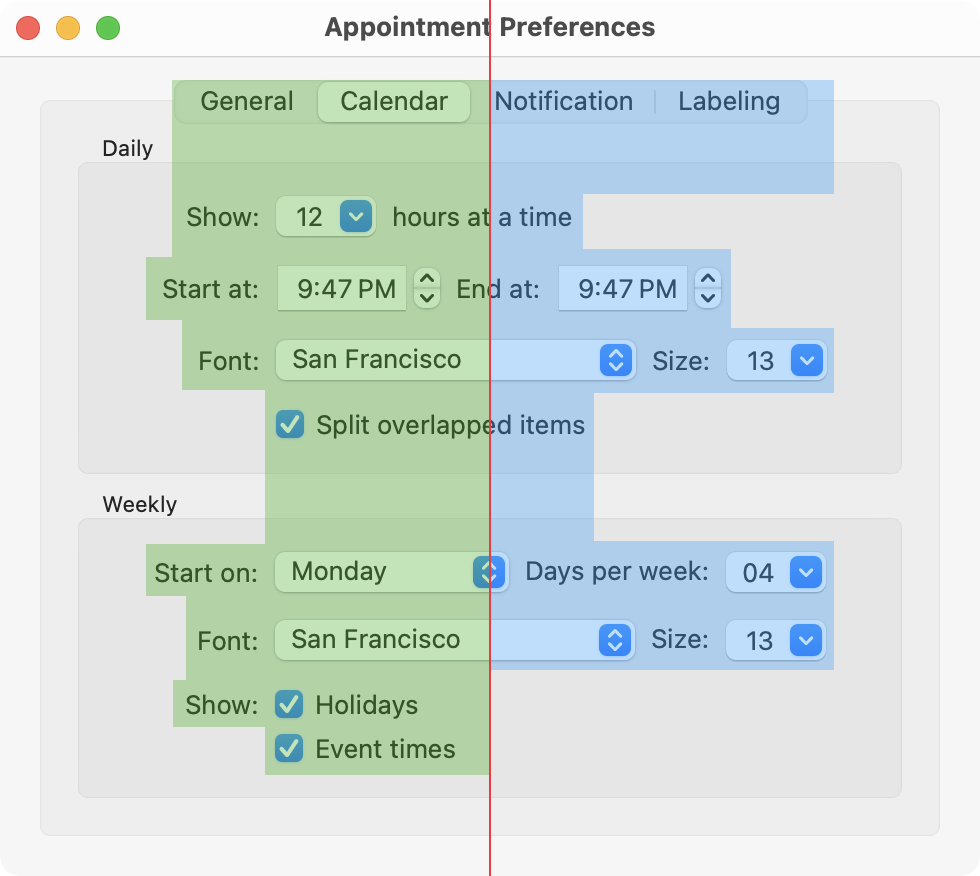 Appointment Preferences
General Calendar Notification Labeling
Daily
Show: 12 hours at a time
Start at: 9:47 PM End at: 9:47 PM
Font: San Francisco Size: 13
Split overlapped items
Weekly
Start on: Monday Days per week: 04
Font: San Francisco Size: 13
Show: Holidays
Event times